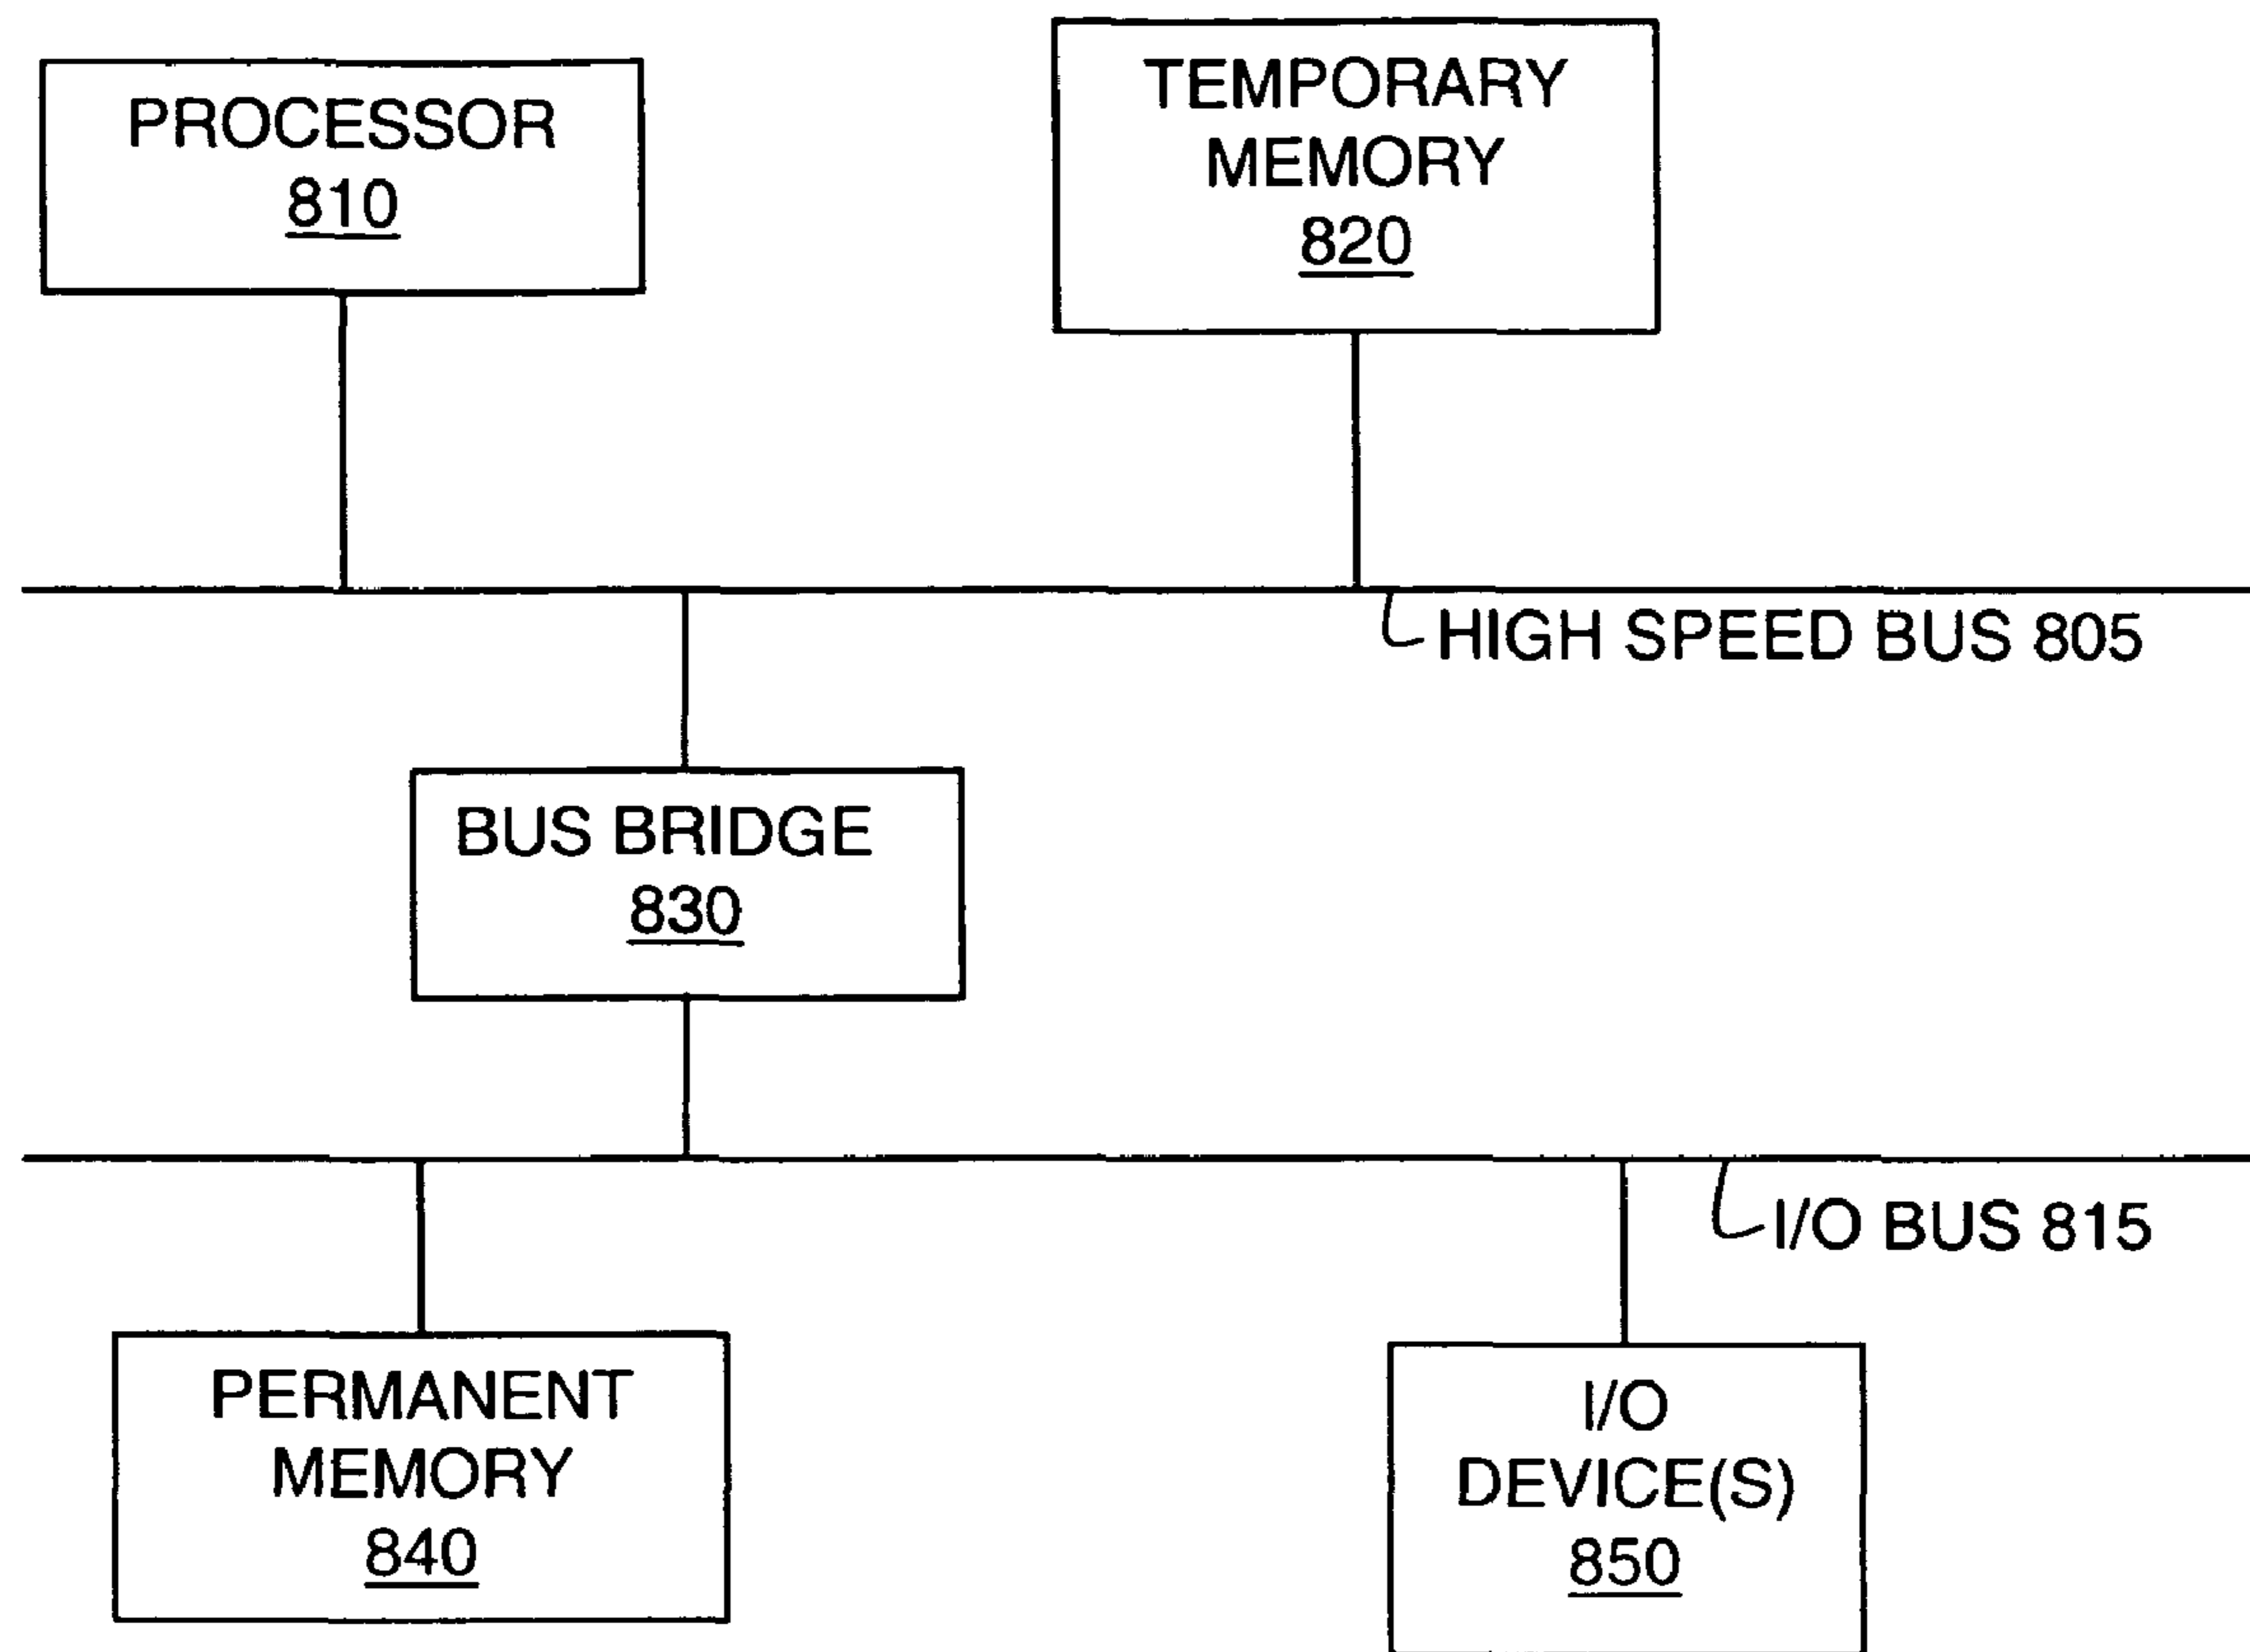 PROCESSOR
810
TEMPORARY
MEMORY
820
HIGH SPEED BUS 805
BUS BRIDGE
830
I/O BUS 815
PERMANENT
MEMORY
840
I/O
DEVICE(S)
850